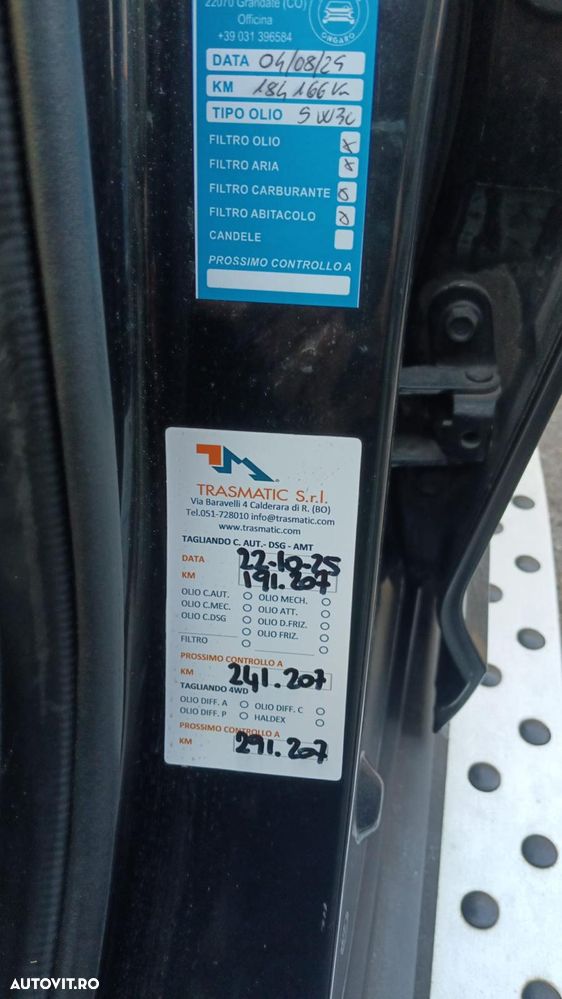 22070 Grandate (CO)
Officina
+39 031 396584
ONGARO
DATA 04/08/25
KM 184 166 Km
TIPO OLIO 5W30
FILTRO OLIO X
FILTRO ARIA X
FILTRO CARBURANTE
FILTRO ABITACOLO
CANDELE
PROSSIMO CONTROLLO A
TM
TRASMATIC S.r.l.
Via Baravelli 4 Calderara di R. (BO)
Tel.051-728010 info@trasmatic.com
www.trasmatic.com
TAGLIANDO C. AUT.- DSG - AMT
DATA 22-10-25
KM 191.207
OLIO C.AUT. OLIO MECH.
OLIO C.MEC. OLIO ATT.
OLIO C.DSG OLIO D.FRIZ.
OLIO FRIZ.
FILTRO
PROSSIMO CONTROLLO A
KM 241.207
TAGLIANDO 4WD
OLIO DIFF. A OLIO DIFF. C
OLIO DIFF. P HALDEX
PROSSIMO CONTROLLO A
KM 291.207
AUTOVIT.RO